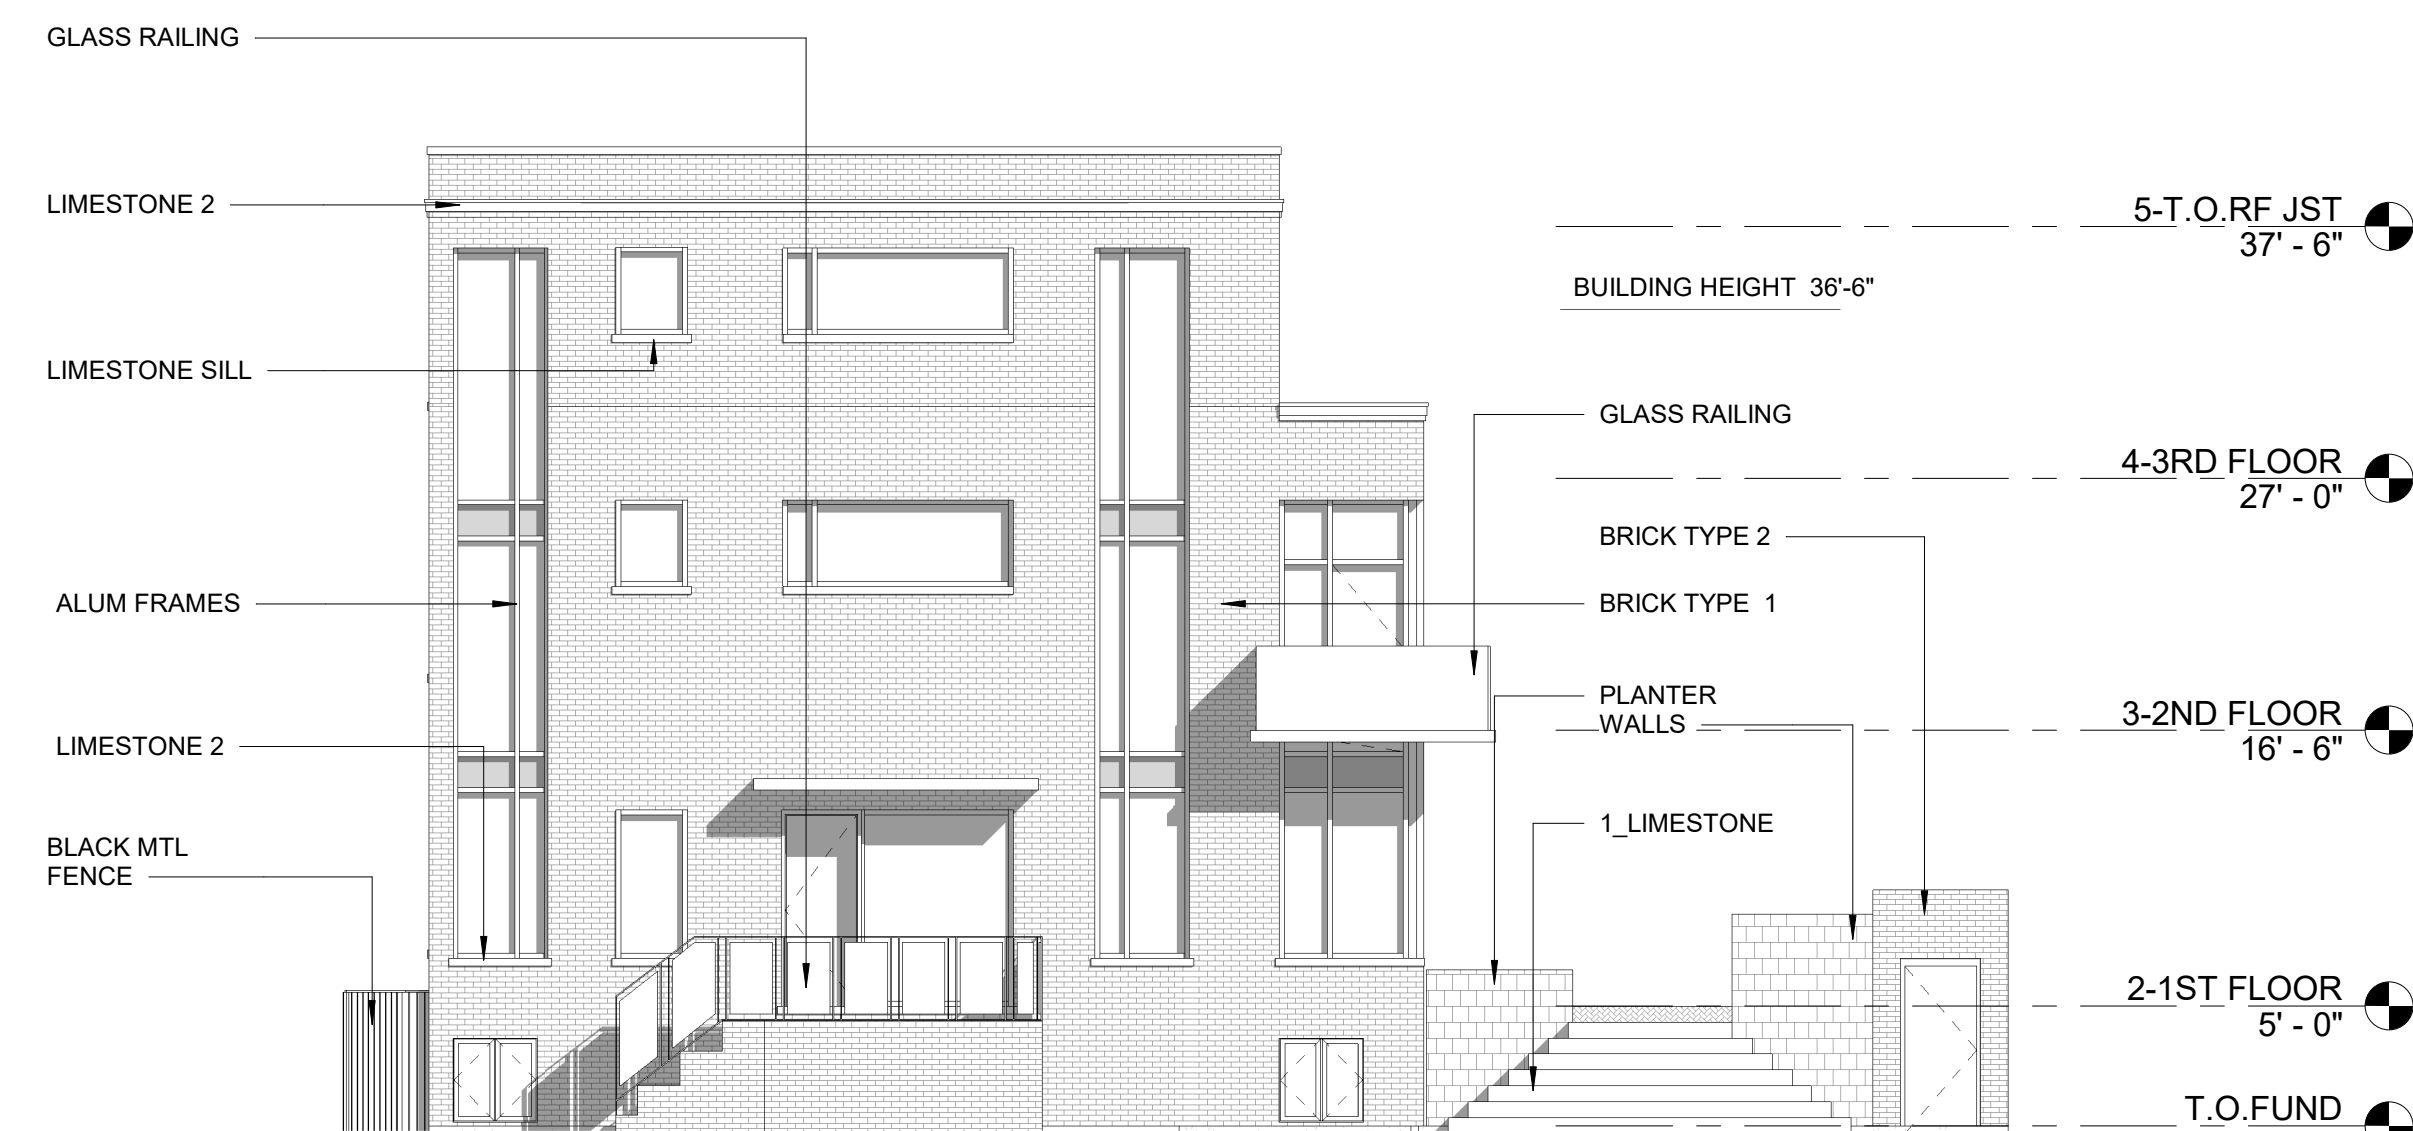 GLASS RAILING
LIMESTONE 2
5-T.O.RF JST
37' - 6"
BUILDING HEIGHT  36'-6"
LIMESTONE SILL
GLASS RAILING
4-3RD FLOOR
27' - 0"
BRICK TYPE 2
ALUM FRAMES
BRICK TYPE  1
PLANTER
WALLS
3-2ND FLOOR
16' - 6"
LIMESTONE 2
1_LIMESTONE
BLACK MTL
FENCE
2-1ST FLOOR
5' - 0"
T.O.FUND